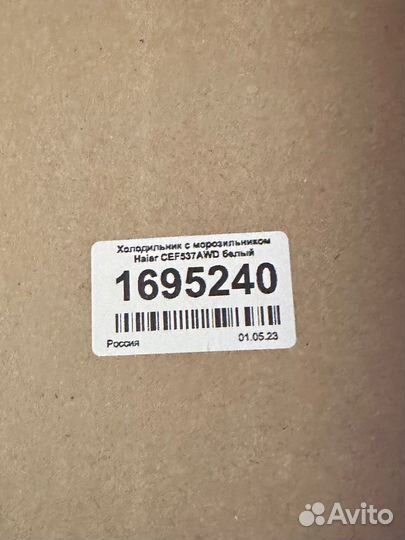 Холодильник с морозильником
Haier CEF537AWD белый
1695240
Россия 01.05.23
Avito